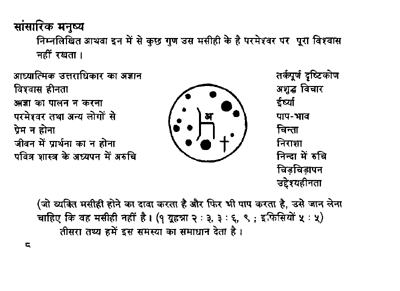 सांसारिक मनुष्य
निम्नलिखित अथवा इन में से कुछ गुण उस मसीही के है परमेश्वर पर पूरा विश्वास
नहीं रखता ।
आध्यात्मिक उत्तराधिकार का अज्ञान
विश्वास हीनता
आज्ञा का पालन न करना
परमेश्वर तथा अन्य लोगों से
प्रेम न होना
जीवन में प्रार्थना का न होना
पवित्र शास्त्र के अध्यपन में अरुचि
अ
तर्कपूर्ण दृष्टिकोण
अशुद्ध विचार
ईर्ष्या
पाप-भाव
चिन्ता
निराशा
निन्दा में रुचि
चिड़चिड़ापन
उद्देश्यहीनता
(जो व्यक्ति मसीही होने का दावा करता है और फिर भी पाप करता है, उसे जान लेना
चाहिए कि वह मसीही नहीं है । (१ यूहन्ना २ : ३, ३ : ६, ९ ; इफिसियों ५ : ५)
तीसरा तथ्य हमें इस समस्या का समाधान देता है ।
८